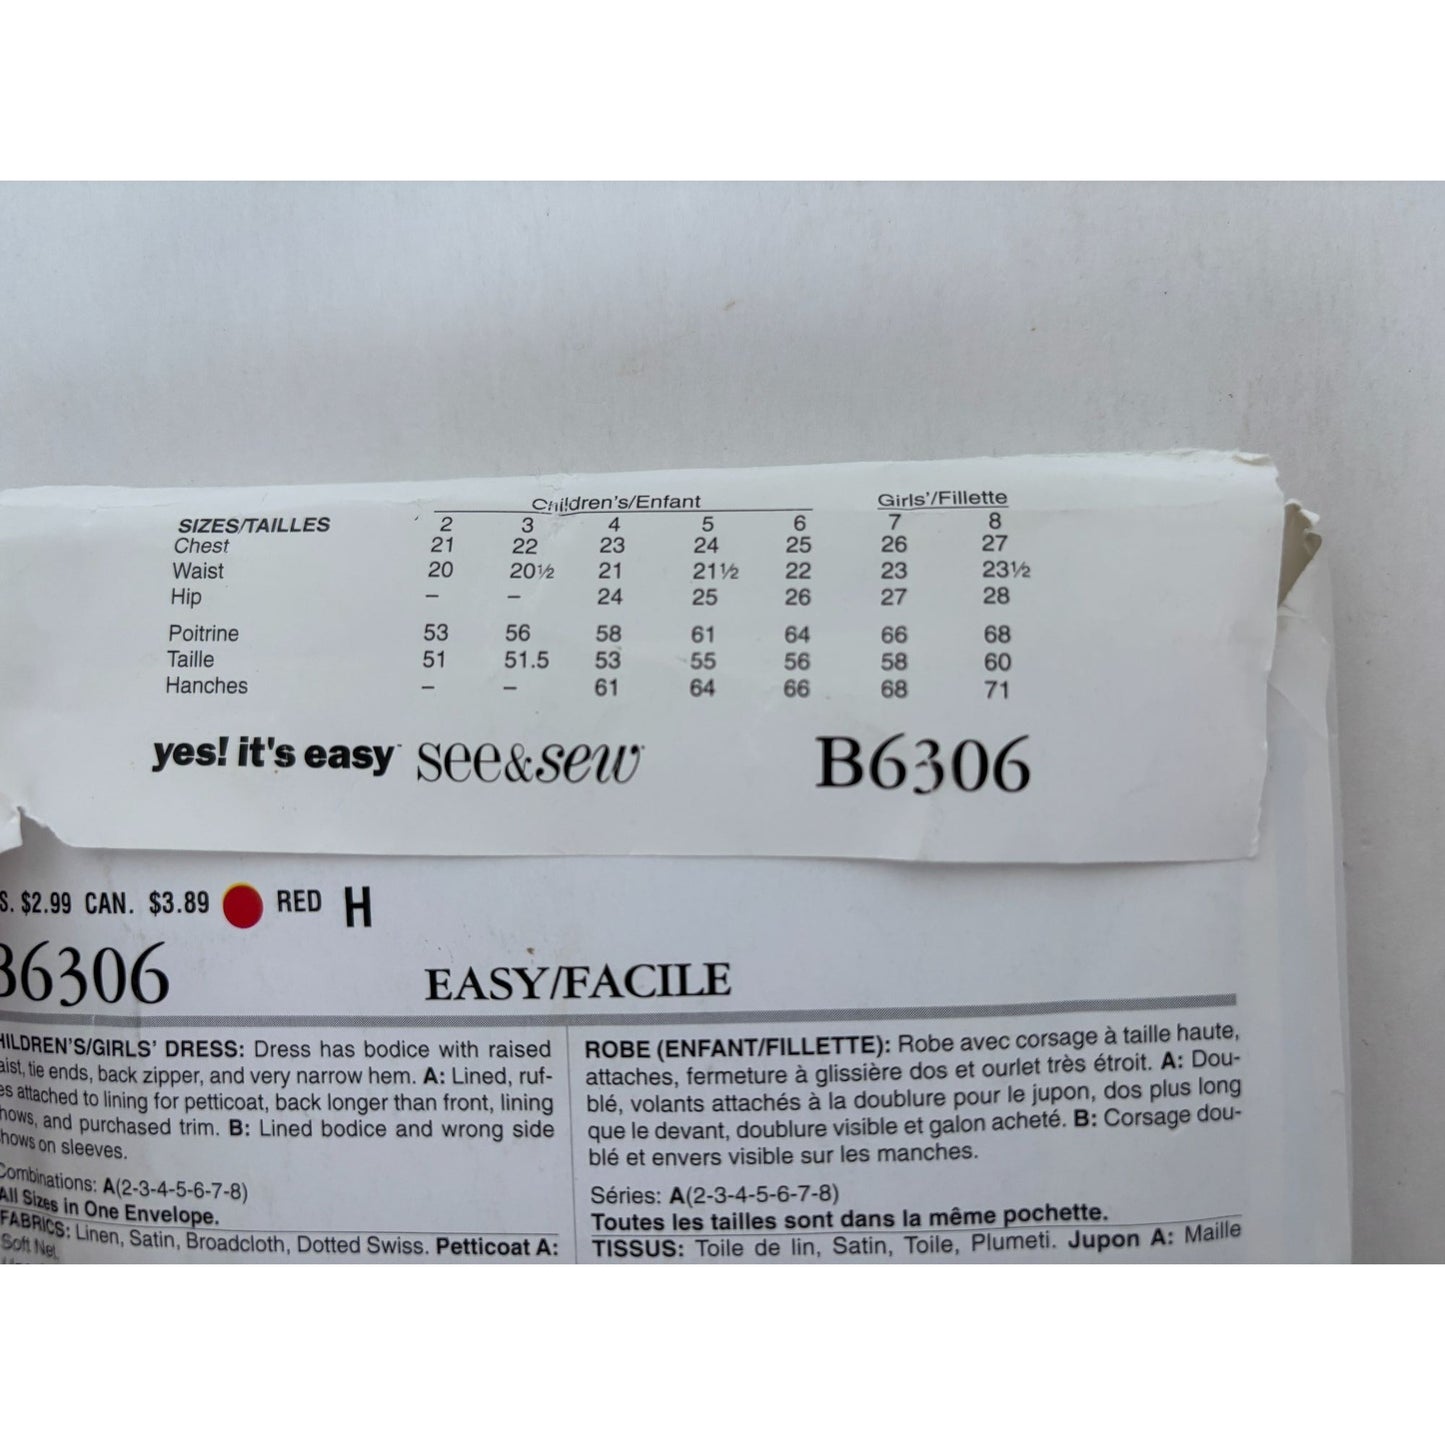 Children's/Enfant Girls'/Fillette
SIZES/TAILLES 2 3 4 5 6 7 8
Chest 21 22 23 24 25 26 27
Waist 20 20½ 21 21½ 22 23 23½
Hip – – 24 25 26 27 28
Poitrine 53 56 58 61 64 66 68
Taille 51 51.5 53 55 56 58 60
Hanches – – 61 64 66 68 71
yes! it's easy™ see&sew B6306
S. $2.99 CAN. $3.89 RED H
B6306 EASY/FACILE
HILDREN'S/GIRLS' DRESS: Dress has bodice with raised
aist, tie ends, back zipper, and very narrow hem. A: Lined, ruf-
es attached to lining for petticoat, back longer than front, lining
hows, and purchased trim. B: Lined bodice and wrong side
hows on sleeves.
Combinations: A(2-3-4-5-6-7-8)
All Sizes in One Envelope.
FABRICS: Linen, Satin, Broadcloth, Dotted Swiss. Petticoat A:
Soft Net.
ROBE (ENFANT/FILLETTE): Robe avec corsage à taille haute,
attaches, fermeture à glissière dos et ourlet très étroit. A: Dou-
blé, volants attachés à la doublure pour le jupon, dos plus long
que le devant, doublure visible et galon acheté. B: Corsage dou-
blé et envers visible sur les manches.
Séries: A(2-3-4-5-6-7-8)
Toutes les tailles sont dans la même pochette.
TISSUS: Toile de lin, Satin, Toile, Plumeti. Jupon A: Maille